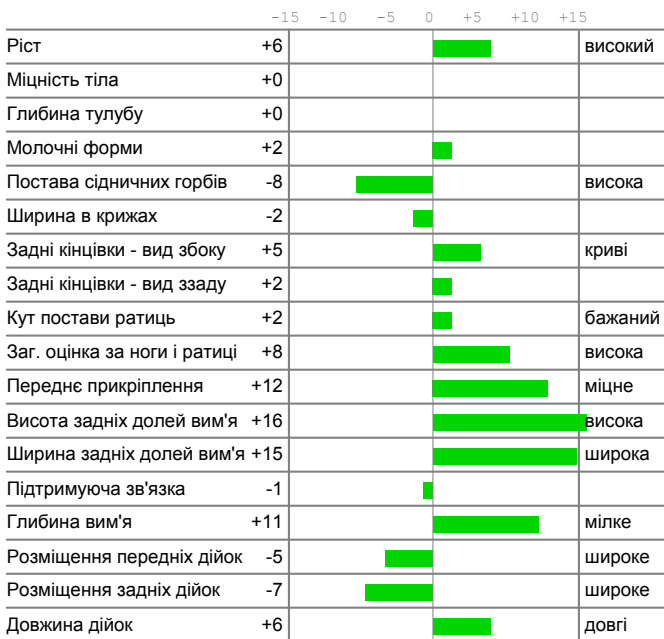 -15 -10 -5 0 +5 +10 +15
Ріст +6 високий
Міцність тіла +0
Глибина тулубу +0
Молочні форми +2
Постава сідничних горбів -8 висока
Ширина в крижах -2
Задні кінцівки - вид збоку +5 криві
Задні кінцівки - вид ззаду +2
Кут постави ратиць +2 бажаний
Заг. оцінка за ноги і ратиці +8 висока
Переднє прикріплення +12 міцне
Висота задніх долей вим'я +16 висока
Ширина задніх долей вим'я +15 широка
Підтримуюча зв'язка -1
Глибина вим'я +11 мілке
Розміщення передніх дійок -5 широке
Розміщення задніх дійок -7 широке
Довжина дійок +6 довгі